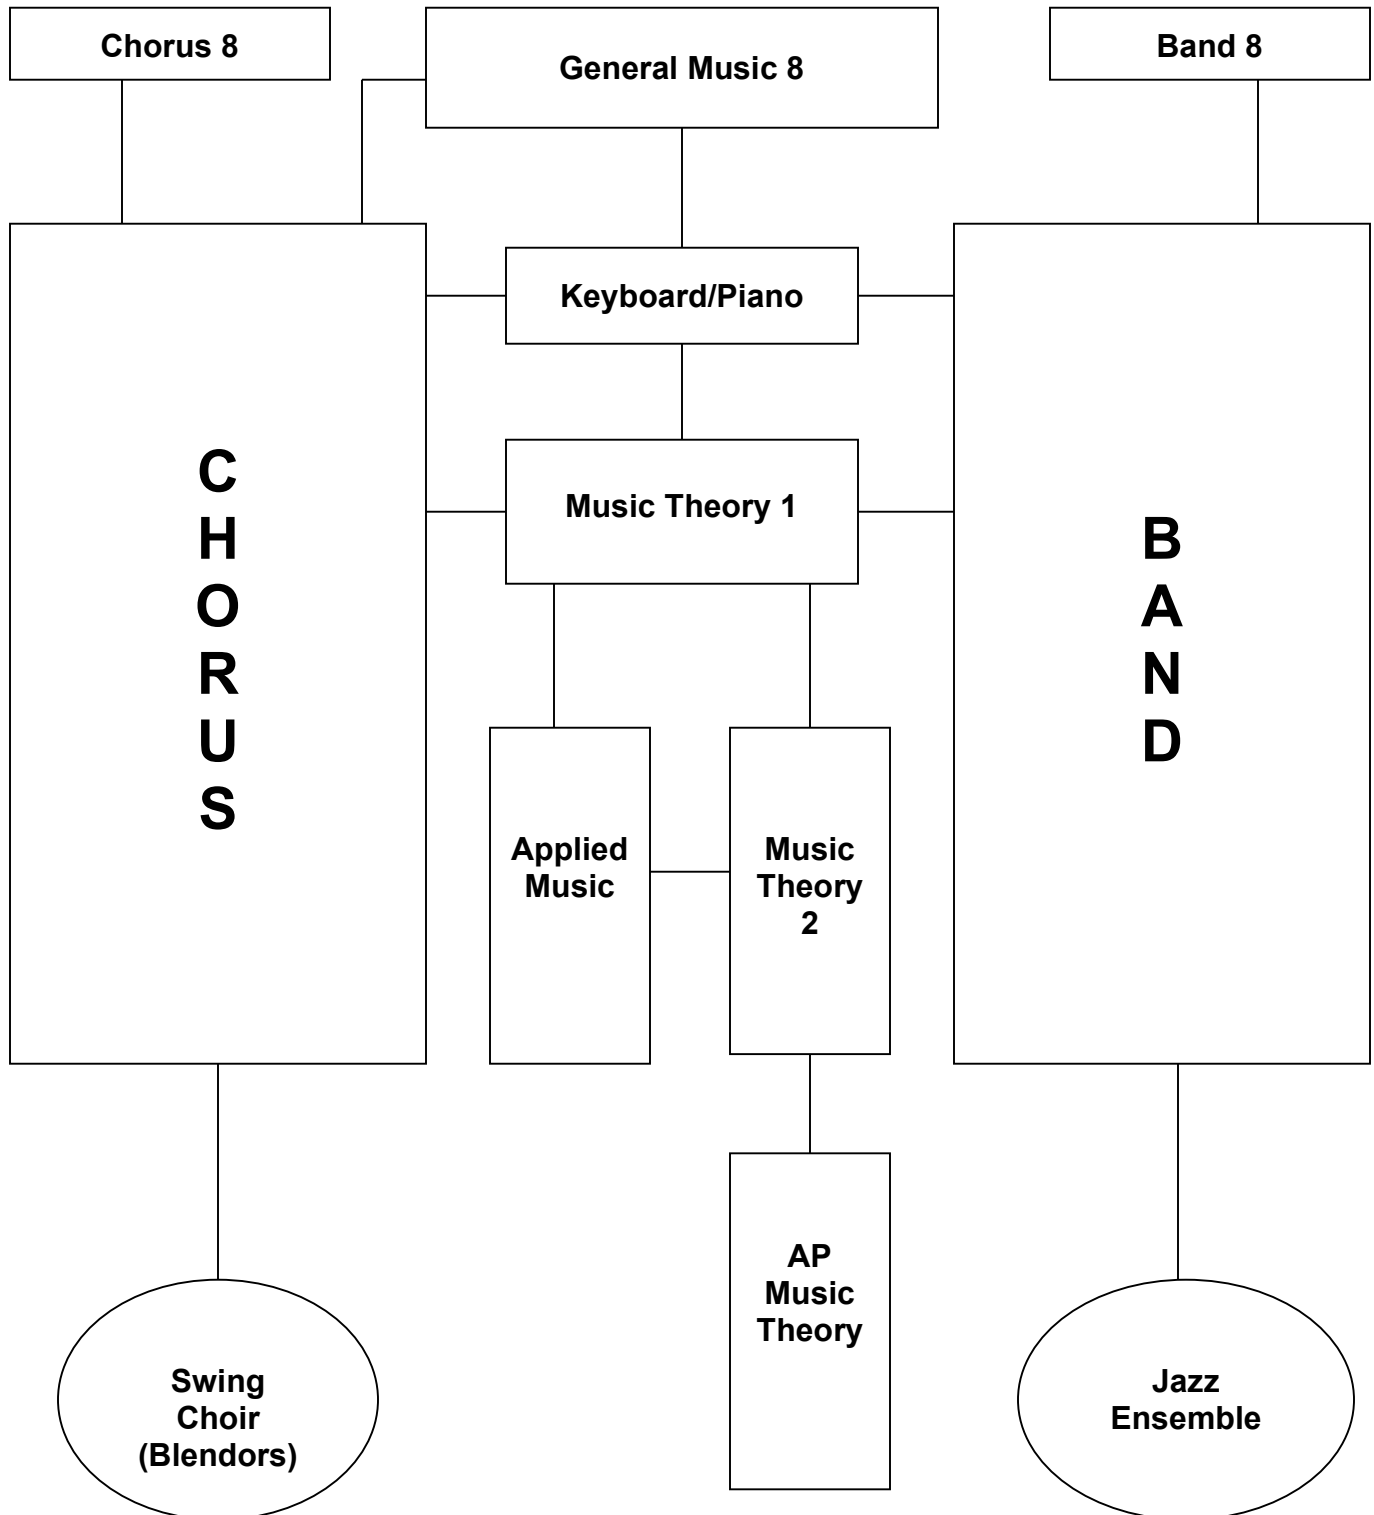 Chorus 8
General Music 8
Band 8
Keyboard/Piano
Music Theory 1
C
H
O
R
U
S
B
A
N
D
Applied
Music
Music
Theory
2
AP
Music
Theory
Swing
Choir
(Blendors)
Jazz
Ensemble